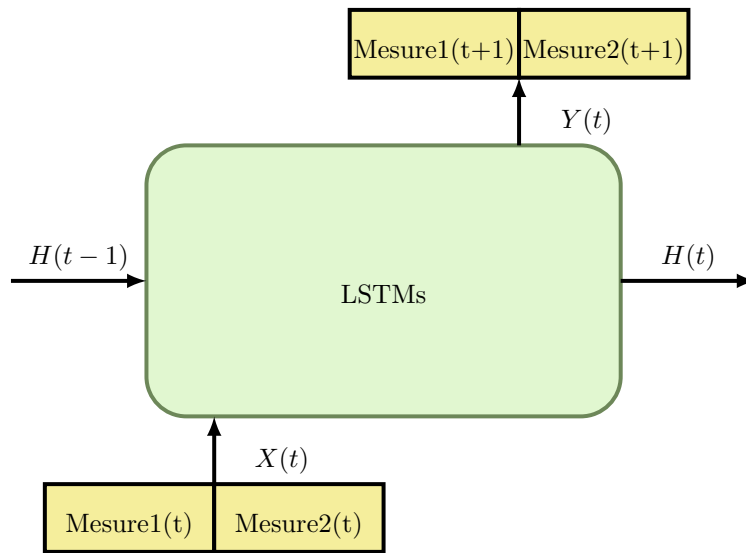 Mesure1(t+1) Mesure2(t+1)
Y(t)
H(t − 1)
H(t)
LSTMs
X(t)
Mesure1(t) Mesure2(t)